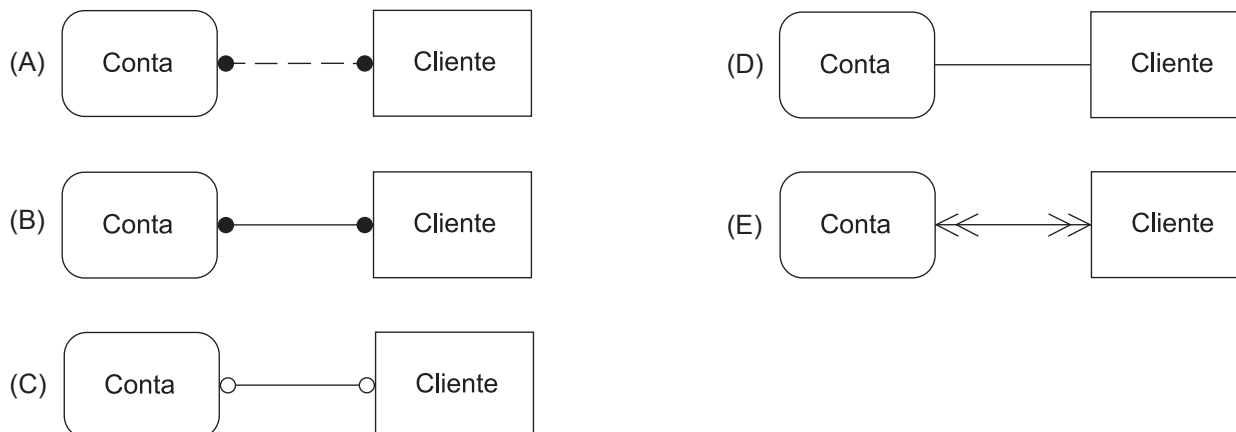 (A) Conta Cliente
(B) Conta Cliente
(C) Conta Cliente
(D) Conta Cliente
(E) Conta Cliente